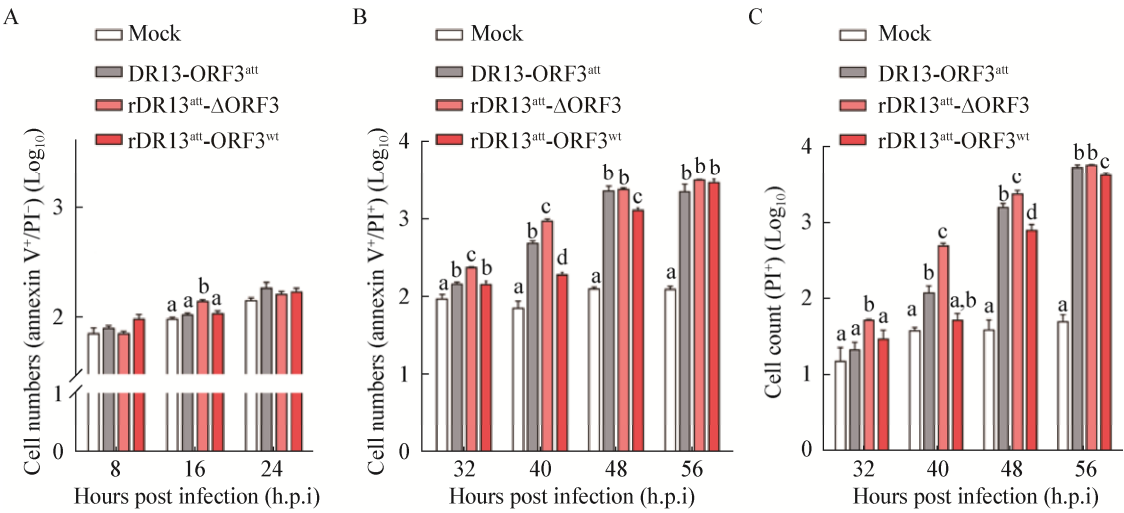 A
Mock
DR13-ORF3ᵃᵗᵗ
rDR13ᵃᵗᵗ-ΔORF3
rDR13ᵃᵗᵗ-ORF3ʷᵗ
Cell numbers (annexin V⁺/PI⁻) (Log₁₀)
3
2
1
0
a a b a
8 16 24
Hours post infection (h.p.i)
B
Mock
DR13-ORF3ᵃᵗᵗ
rDR13ᵃᵗᵗ-ΔORF3
rDR13ᵃᵗᵗ-ORF3ʷᵗ
Cell numbers (annexin V⁺/PI⁺) (Log₁₀)
4
3
2
1
0
a b c b
a b c d
a b b c
a b b b
32 40 48 56
Hours post infection (h.p.i)
C
Mock
DR13-ORF3ᵃᵗᵗ
rDR13ᵃᵗᵗ-ΔORF3
rDR13ᵃᵗᵗ-ORF3ʷᵗ
Cell count (PI⁺) (Log₁₀)
4
3
2
1
0
a a b a
a b c a,b
a b c d
a b b c
32 40 48 56
Hours post infection (h.p.i)